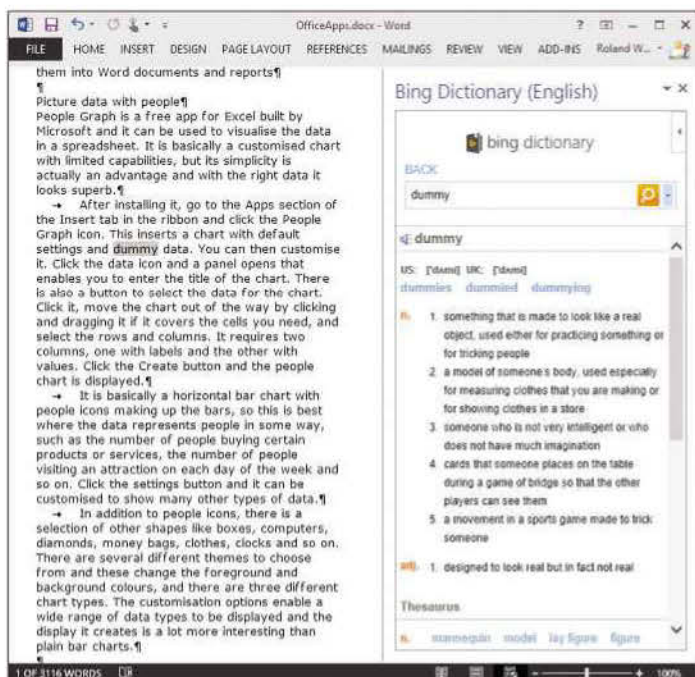 OfficeApps.docx - Word
FILE HOME INSERT DESIGN PAGE LAYOUT REFERENCES MAILINGS REVIEW VIEW ADD-INS Roland W...
them into Word documents and reports¶
¶
Picture data with people¶
People Graph is a free app for Excel built by
Microsoft and it can be used to visualise the data
in a spreadsheet. It is basically a customised chart
with limited capabilities, but its simplicity is
actually an advantage and with the right data it
looks superb.¶
→ After installing it, go to the Apps section of
the Insert tab in the ribbon and click the People
Graph icon. This inserts a chart with default
settings and dummy data. You can then customise
it. Click the data icon and a panel opens that
enables you to enter the title of the chart. There
is also a button to select the data for the chart.
Click it, move the chart out of the way by clicking
and dragging it if it covers the cells you need, and
select the rows and columns. It requires two
columns, one with labels and the other with
values. Click the Create button and the people
chart is displayed.¶
→ It is basically a horizontal bar chart with
people icons making up the bars, so this is best
where the data represents people in some way,
such as the number of people buying certain
products or services, the number of people
visiting an attraction on each day of the week and
so on. Click the settings button and it can be
customised to show many other types of data.¶
→ In addition to people icons, there is a
selection of other shapes like boxes, computers,
diamonds, money bags, clothes, clocks and so on.
There are several different themes to choose
from and these change the foreground and
background colours, and there are three different
chart types. The customisation options enable a
wide range of data types to be displayed and the
display it creates is a lot more interesting than
plain bar charts.¶
¶
Bing Dictionary (English)
bing dictionary
BACK
dummy
dummy
US: ['dʌmi] UK: ['dʌmi]
dummies dummied dummying
n. 1. something that is made to look like a real
object, used either for practicing something or
for tricking people
2 a model of someone's body, used especially
for measuring clothes that you are making or
for showing clothes in a store
3. someone who is not very intelligent or who
does not have much imagination
4 cards that someone places on the table
during a game of bridge so that the other
players can see them
5 a movement in a sports game made to trick
someone
adj. 1. designed to look real but in fact not real
Thesaurus
n. mannequin model lay figure figure
1 OF 3116 WORDS 100%